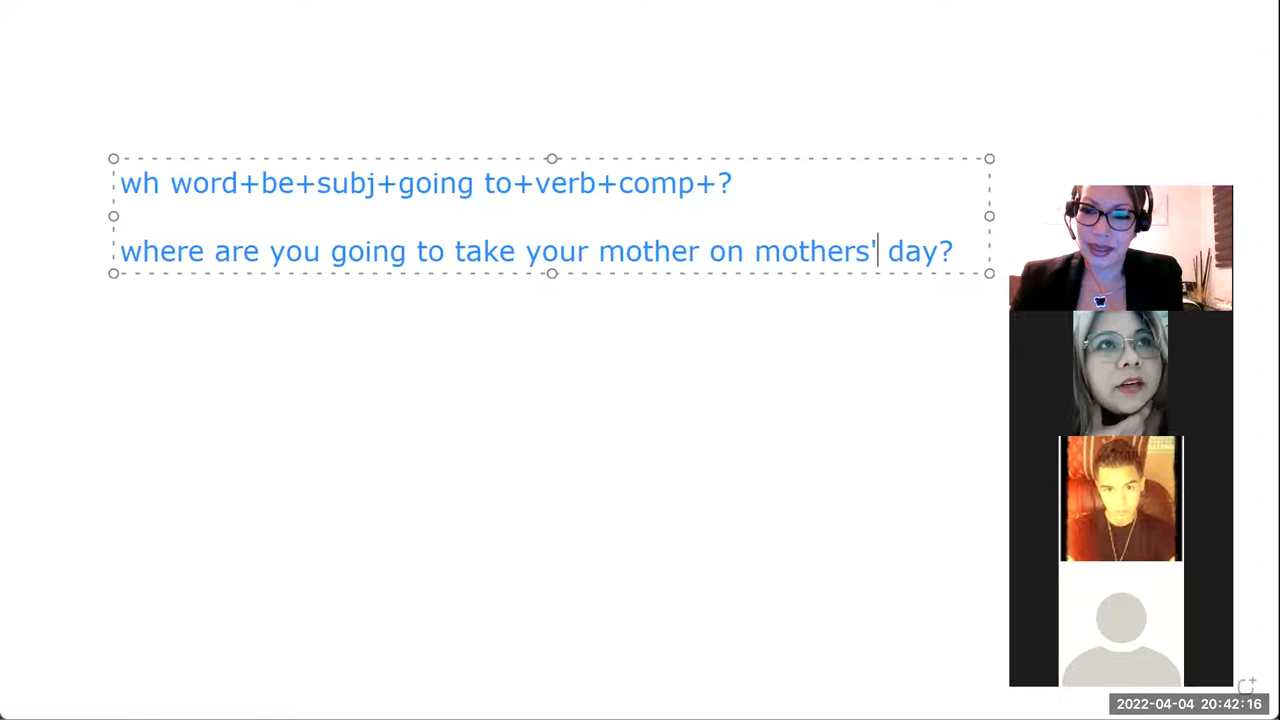 wh word+be+subj+going to+verb+comp+?
where are you going to take your mother on mothers' day?
2022-04-04 20:42:16